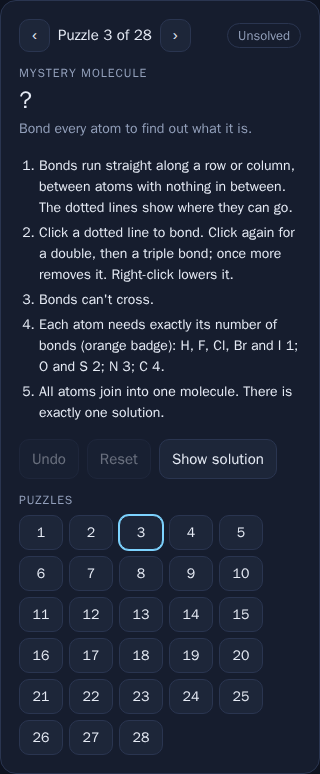 ‹ Puzzle 3 of 28 › Unsolved
MYSTERY MOLECULE
?
Bond every atom to find out what it is.
1. Bonds run straight along a row or column,
between atoms with nothing in between.
The dotted lines show where they can go.
2. Click a dotted line to bond. Click again for
a double, then a triple bond; once more
removes it. Right-click lowers it.
3. Bonds can't cross.
4. Each atom needs exactly its number of
bonds (orange badge): H, F, Cl, Br and I 1;
O and S 2; N 3; C 4.
5. All atoms join into one molecule. There is
exactly one solution.
Undo Reset Show solution
PUZZLES
1 2 3 4 5
6 7 8 9 10
11 12 13 14 15
16 17 18 19 20
21 22 23 24 25
26 27 28